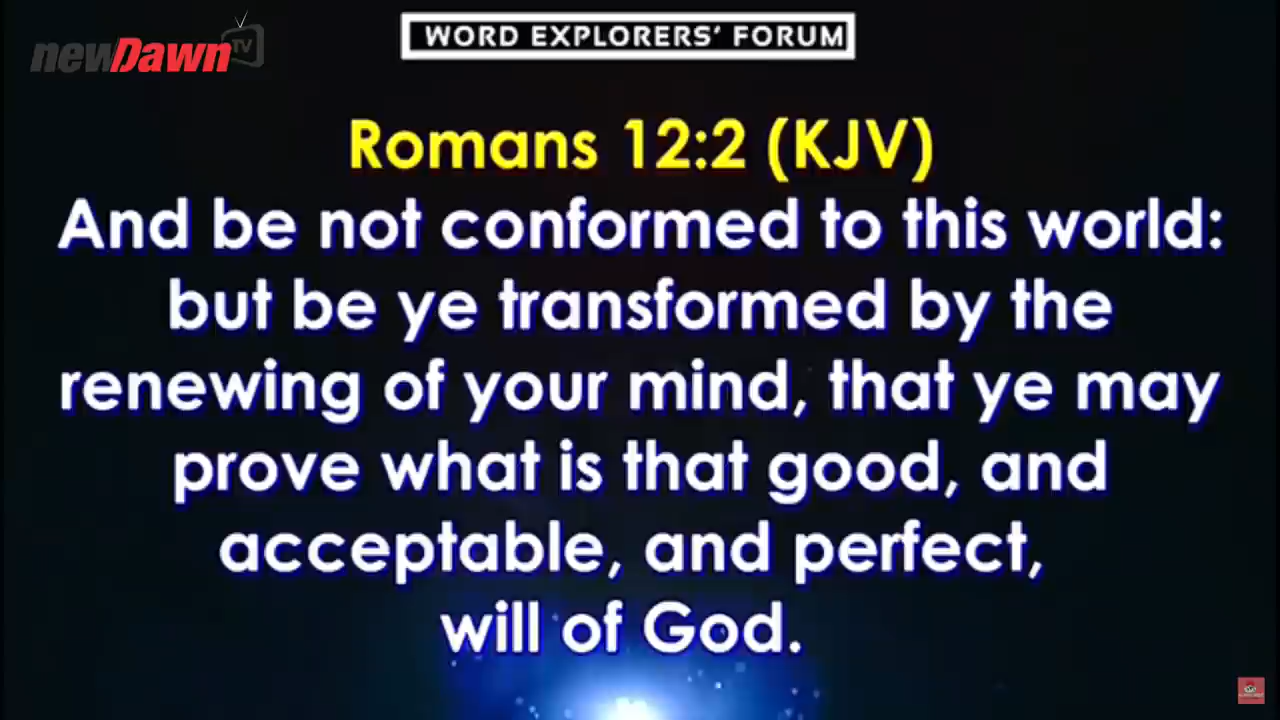 newDawn TV
WORD EXPLORERS' FORUM
Romans 12:2 (KJV)
And be not conformed to this world:
but be ye transformed by the
renewing of your mind, that ye may
prove what is that good, and
acceptable, and perfect,
will of God.